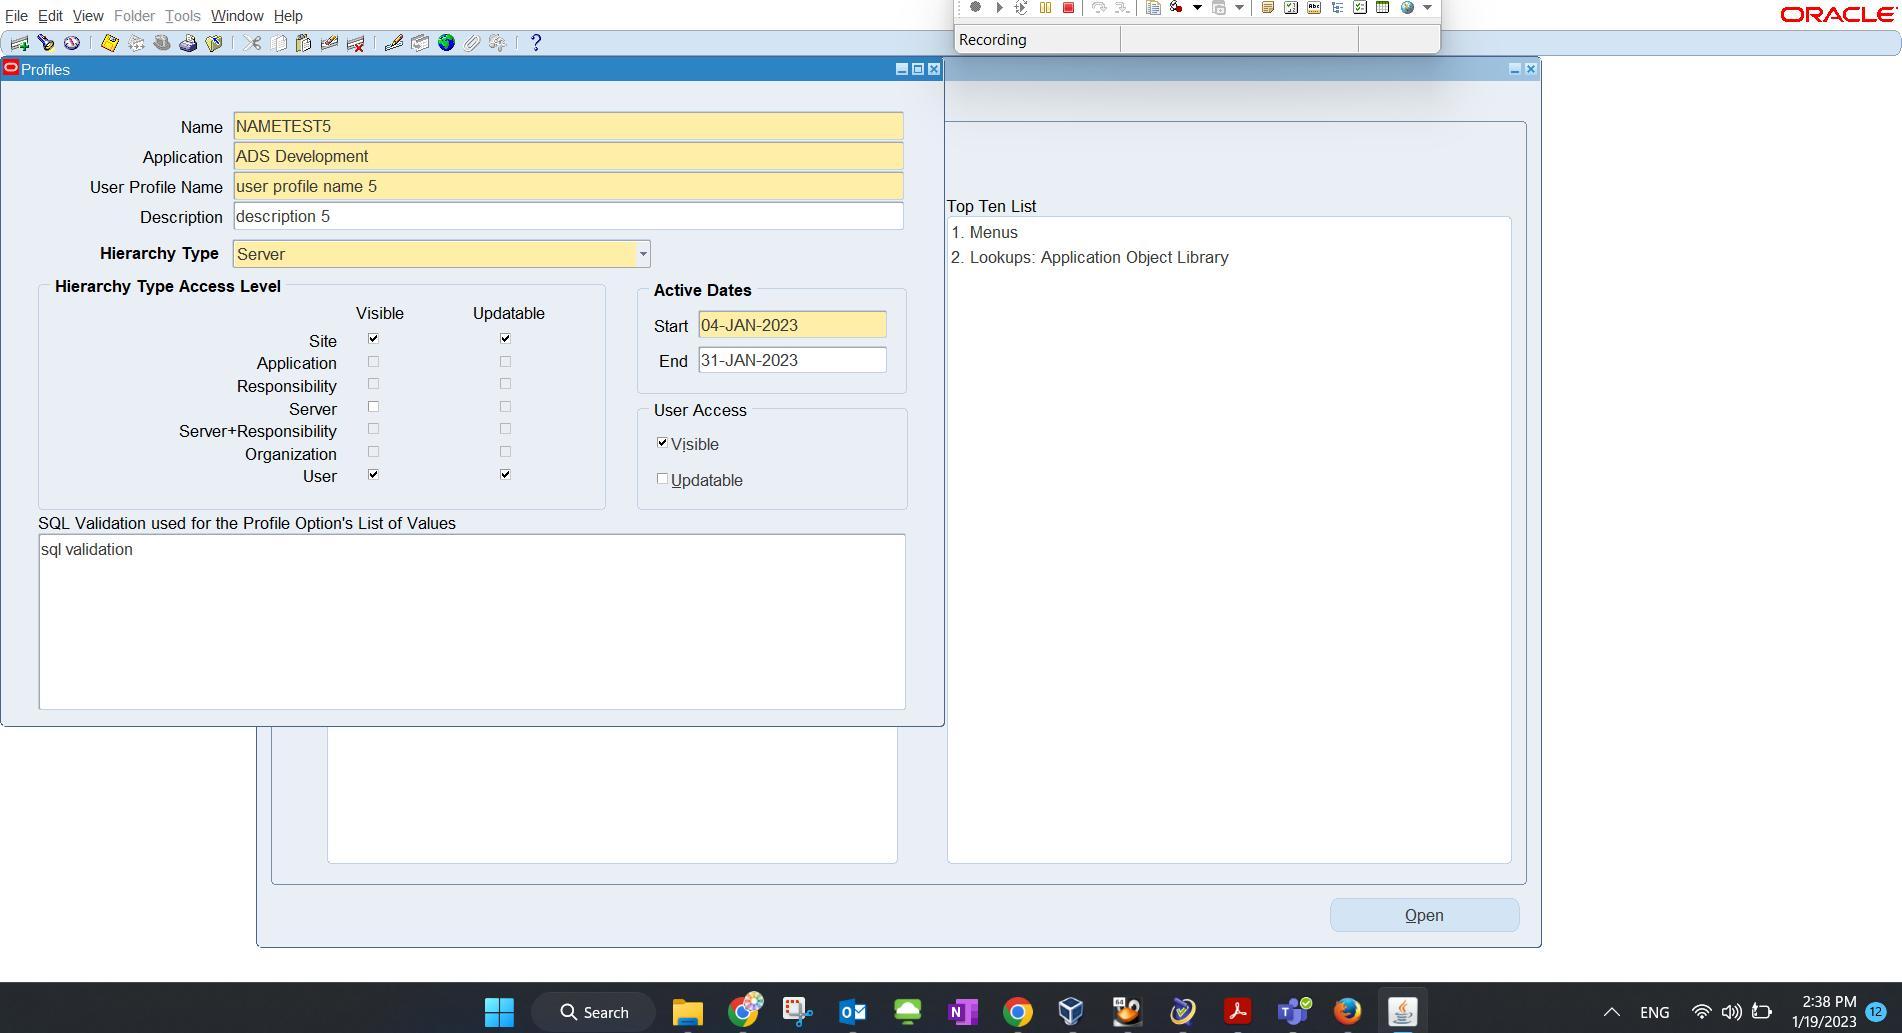 File Edit View Folder Tools Window Help
ORACLE
Recording
Profiles
Name NAMETEST5
Application ADS Development
User Profile Name user profile name 5
Description description 5
Hierarchy Type Server
Hierarchy Type Access Level
Visible Updatable
Site
Application
Responsibility
Server
Server+Responsibility
Organization
User
Active Dates
Start 04-JAN-2023
End 31-JAN-2023
User Access
Visible
Updatable
SQL Validation used for the Profile Option's List of Values
sql validation
Top Ten List
1. Menus
2. Lookups: Application Object Library
Open
Search
ENG
2:38 PM
1/19/2023
12